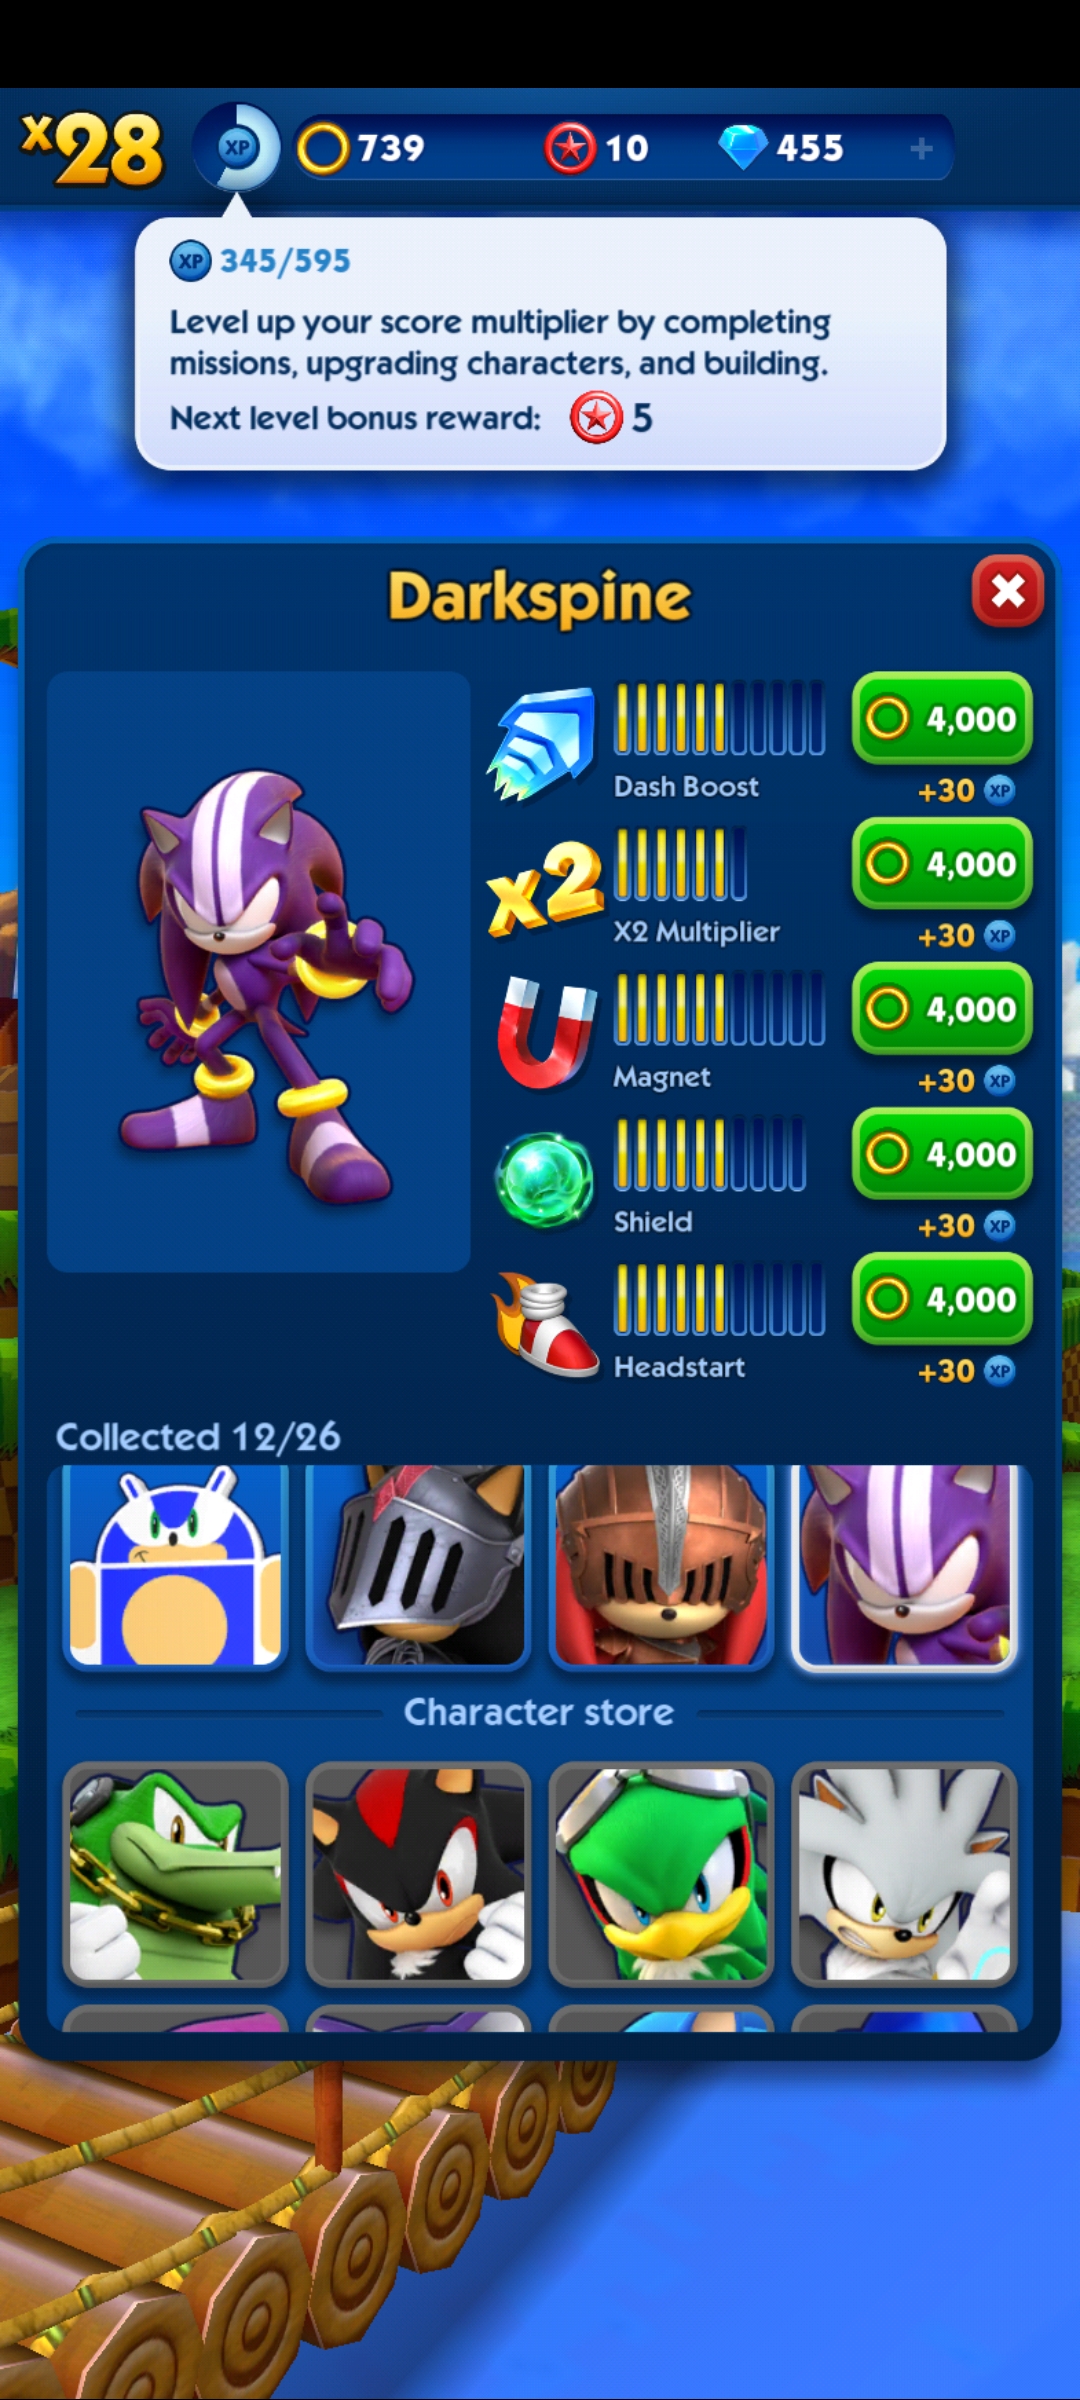 x28 XP 739 10 455 +
XP 345/595
Level up your score multiplier by completing
missions, upgrading characters, and building.
Next level bonus reward: 5
Darkspine
4,000
Dash Boost
+30 XP
x2
4,000
X2 Multiplier
+30 XP
4,000
Magnet
+30 XP
4,000
Shield
+30 XP
4,000
Headstart
+30 XP
Collected 12/26
Character store